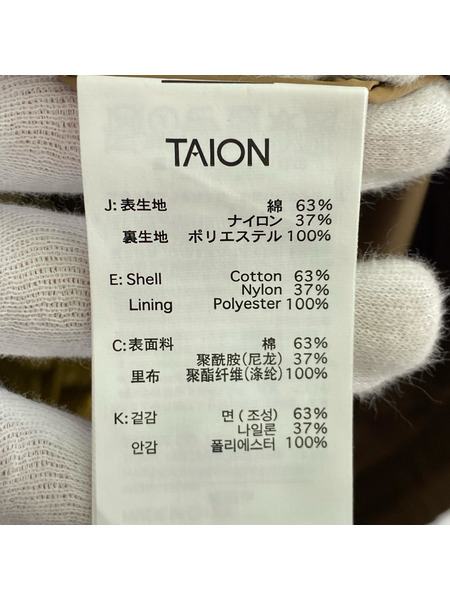 TAION
J: 表生地 綿 63%
ナイロン 37%
裏生地 ポリエステル 100%
E: Shell Cotton 63%
Nylon 37%
Lining Polyester 100%
C: 表面料 棉 63%
聚酰胺(尼龙) 37%
里布 聚酯纤维(涤纶) 100%
K: 겉감 면 (조성) 63%
나일론 37%
안감 폴리에스터 100%